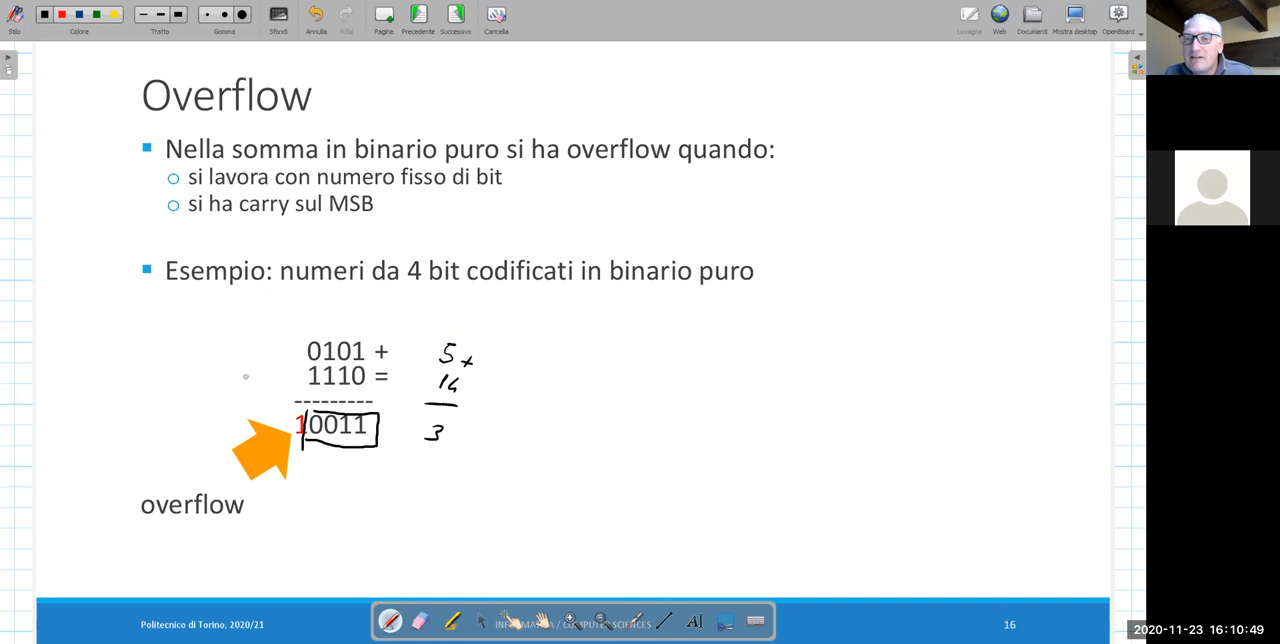 Stilo
Colore
Tratto
Gomma
Sfondi
Annulla
Pagine
Precedente
Successivo
Cancella
Lavagna
Web
Documenti
Mostra desktop
OpenBoard
Overflow
Nella somma in binario puro si ha overflow quando:
si lavora con numero fisso di bit
si ha carry sul MSB
Esempio: numeri da 4 bit codificati in binario puro
0101 +
1110 =
---------
10011
5 +
14
3
overflow
Politecnico di Torino, 2020/21
INFORMATICA / COMPUTER SCIENCES
16
2020-11-23 16:10:49